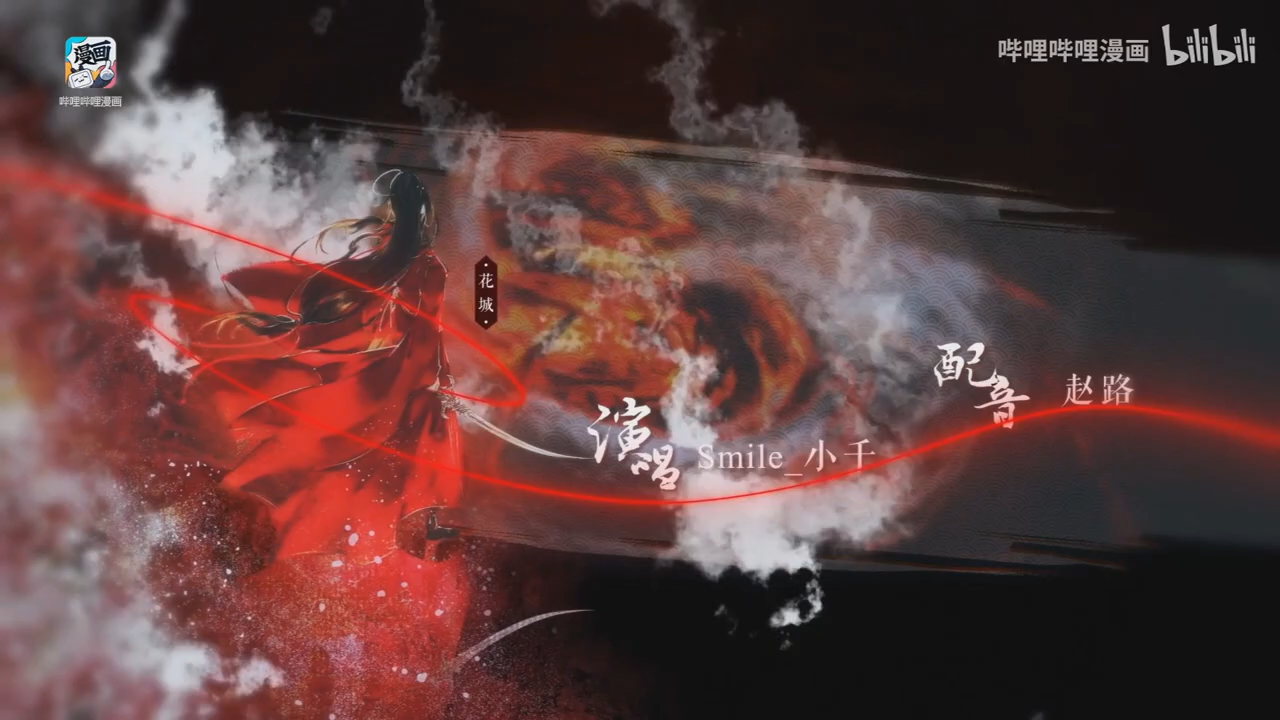 漫画
哔哩哔哩漫画
哔哩哔哩漫画 bilibili
花城
演唱 Smile_小千
配音 赵路